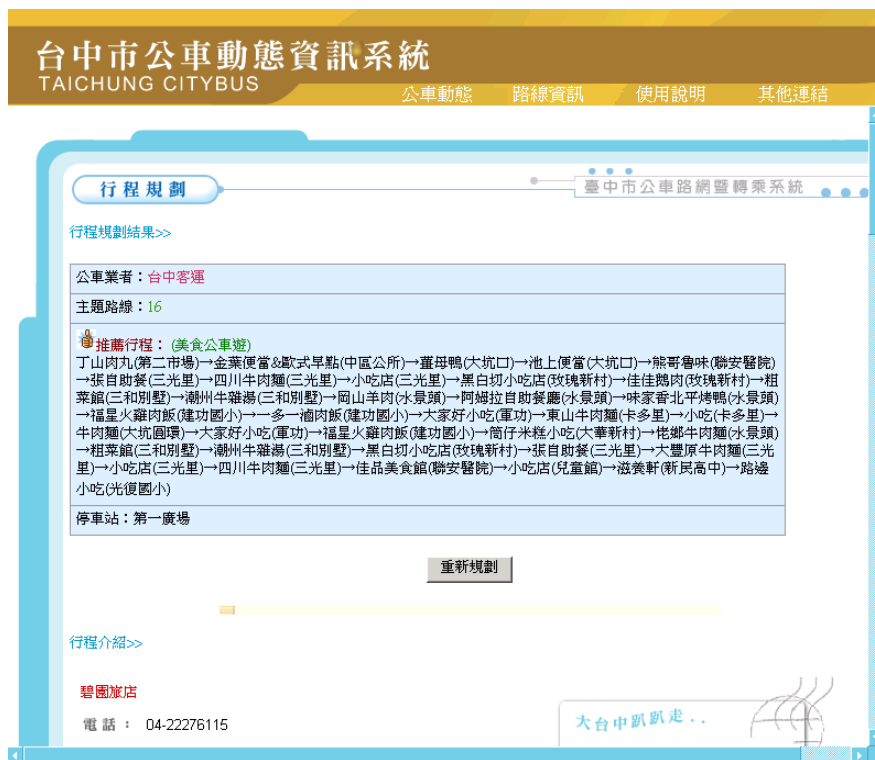 台中市公車動態資訊系統
TAICHUNG CITYBUS
公車動態 路線資訊 使用說明 其他連結
行程規劃
臺中市公車路網暨轉乘系統
行程規劃結果>>
公車業者：台中客運
主題路線：16
推薦行程： (美食公車遊)
丁山肉丸(第二市場)→金葉便當&歐式早點(中區公所)→薑母鴨(大坑口)→池上便當(大坑口)→熊哥魯味(聯安醫院)
→張自助餐(三光里)→四川牛肉麵(三光里)→小吃店(三光里)→黑白切小吃店(玫瑰新村)→佳佳鵝肉(玫瑰新村)→粗
菜館(三和別墅)→潮州牛雜湯(三和別墅)→岡山羊肉(水景頭)→阿姆拉自助餐廳(水景頭)→味家香北平烤鴨(水景頭)
→福星火雞肉飯(建功國小)→一多一滷肉飯(建功國小)→大家好小吃(軍功)→東山牛肉麵(卡多里)→小吃(卡多里)→
牛肉麵(大坑圓環)→大家好小吃(軍功)→福星火雞肉飯(建功國小)→筒仔米糕小吃(大華新村)→佬鄉牛肉麵(水景頭)
→粗菜館(三和別墅)→潮州牛雜湯(三和別墅)→黑白切小吃店(玫瑰新村)→張自助餐(三光里)→大豐原牛肉麵(三光
里)→小吃店(三光里)→四川牛肉麵(三光里)→佳品美食館(聯安醫院)→小吃店(兒童館)→滋養軒(新民高中)→路邊
小吃(光復國小)
停車站：第一廣場
重新規劃
行程介紹>>
碧園旅店
電話： 04-22276115
大台中趴趴走..